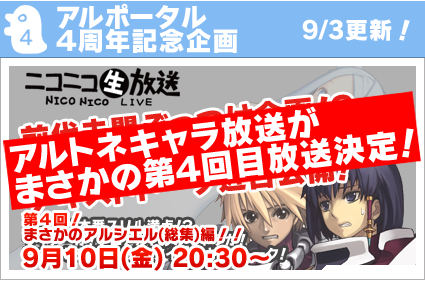 4
アルポータル
4周年記念企画
9/3更新！
ニコニコ生放送
NICO NICO LIVE
アルトネキャラ放送が
まさかの第4回目放送決定！
第4回！
まさかのアルシエル(総集)編！！
9月10日(金) 20:30～